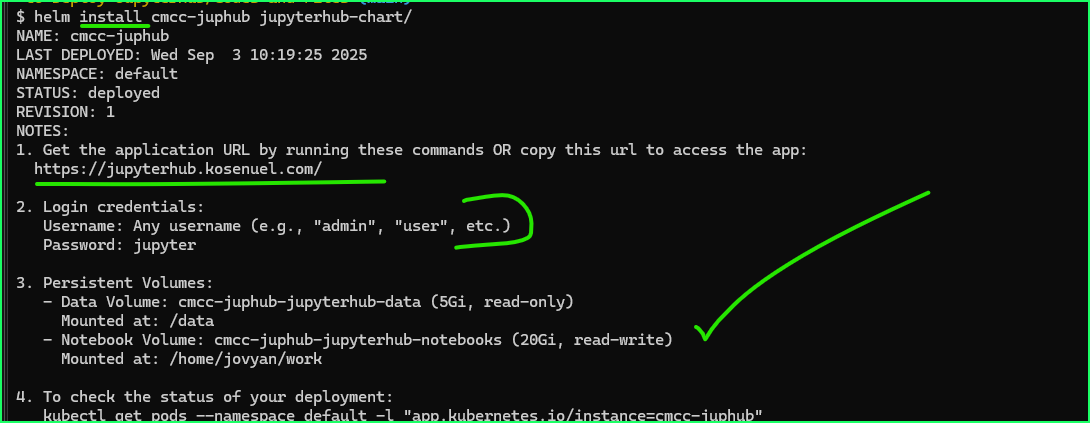 $ helm install cmcc-juphub jupyterhub-chart/
NAME: cmcc-juphub
LAST DEPLOYED: Wed Sep  3 10:19:25 2025
NAMESPACE: default
STATUS: deployed
REVISION: 1
NOTES:
1. Get the application URL by running these commands OR copy this url to access the app:
  https://jupyterhub.kosenuel.com/

2. Login credentials:
   Username: Any username (e.g., "admin", "user", etc.)
   Password: jupyter

3. Persistent Volumes:
   - Data Volume: cmcc-juphub-jupyterhub-data (5Gi, read-only)
     Mounted at: /data
   - Notebook Volume: cmcc-juphub-jupyterhub-notebooks (20Gi, read-write)
     Mounted at: /home/jovyan/work

4. To check the status of your deployment:
   kubectl get pods --namespace default -l "app.kubernetes.io/instance=cmcc-juphub"